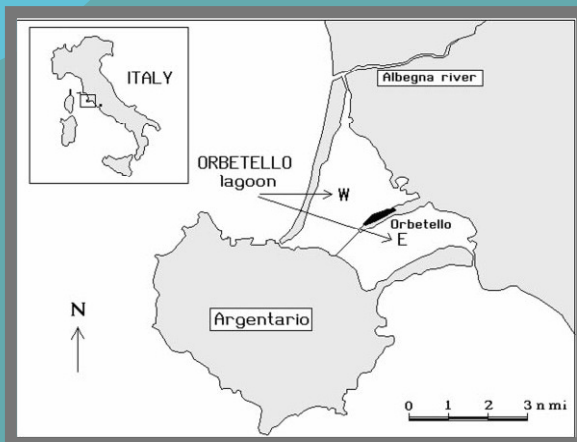 ITALY
Albegna river
ORBETELLO
lagoon
W
Orbetello
E
N
Argentario
0 1 2 3 n mi